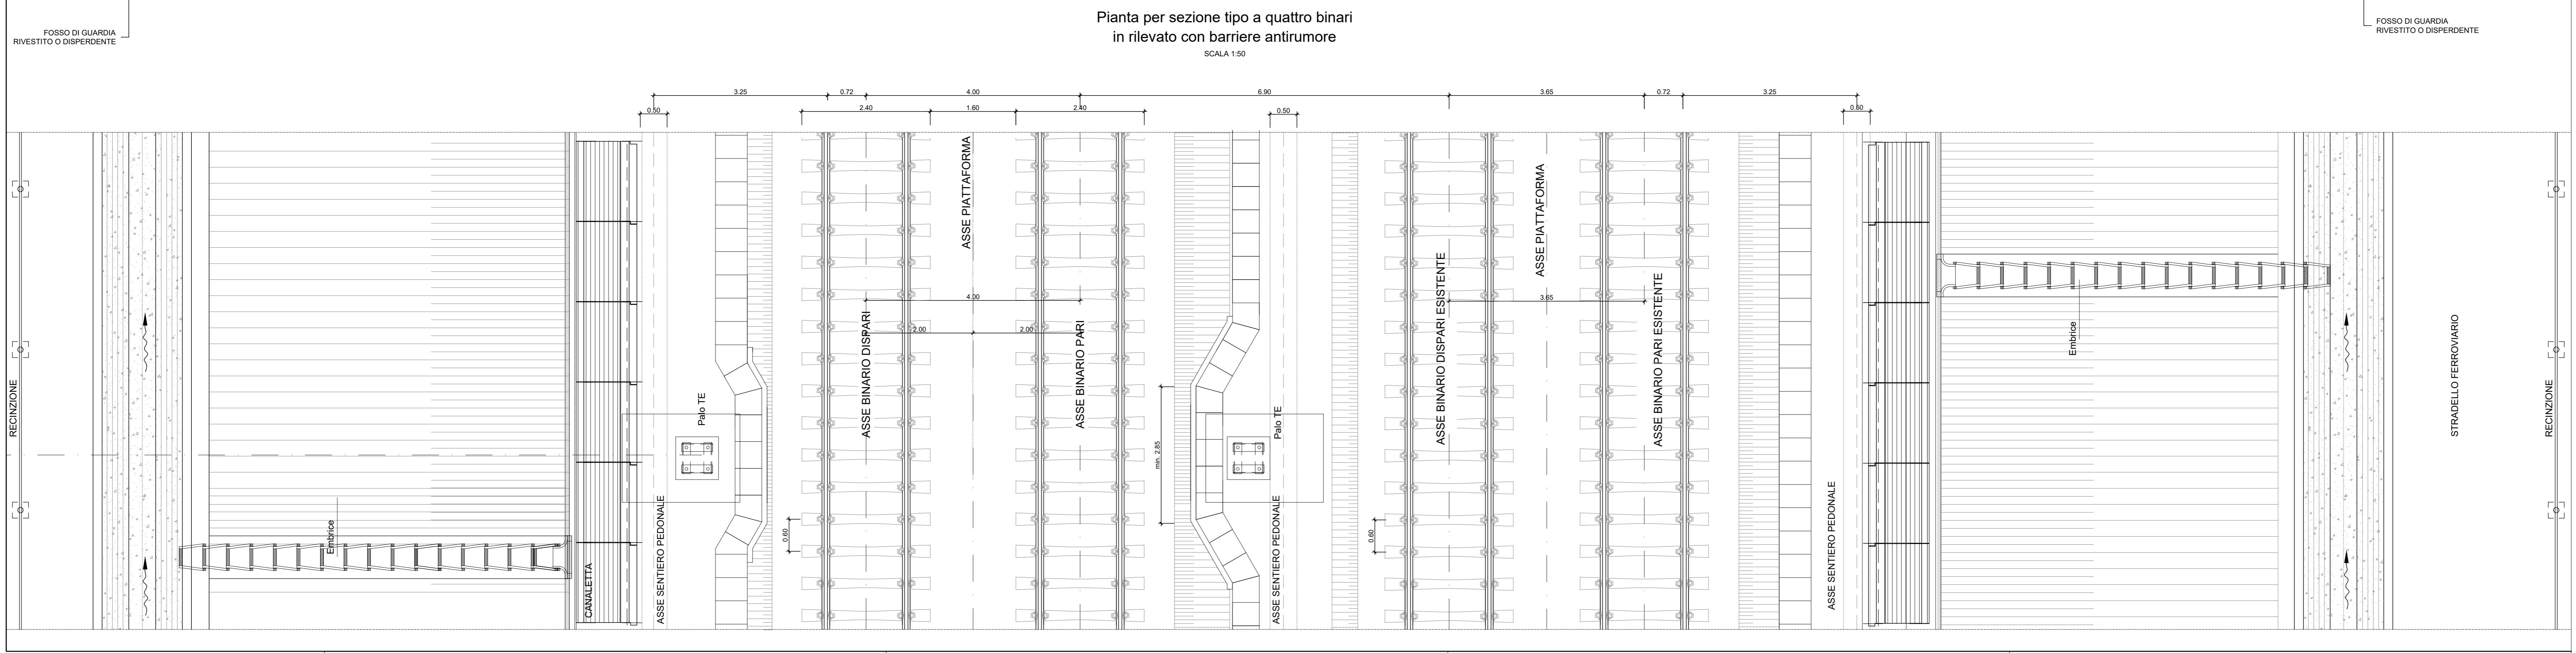 Pianta per sezione tipo a quattro binari
in rilevato con barriere antirumore
SCALA 1:50
FOSSO DI GUARDIA
RIVESTITO O DISPERDENTE
FOSSO DI GUARDIA
RIVESTITO O DISPERDENTE
3.25
0.72
4.00
6.90
3.65
0.72
3.25
0.50
2.40
1.60
2.40
0.50
0.50
RECINZIONE
Embrice
CANALETTA
ASSE SENTIERO PEDONALE
Palo TE
0.60
ASSE BINARIO DISPARI
4.00
2.00
2.00
ASSE PIATTAFORMA
ASSE BINARIO PARI
min. 2.85
Palo TE
ASSE SENTIERO PEDONALE
0.60
ASSE BINARIO DISPARI ESISTENTE
3.65
ASSE PIATTAFORMA
ASSE BINARIO PARI ESISTENTE
ASSE SENTIERO PEDONALE
Embrice
STRADELLO FERROVIARIO
RECINZIONE